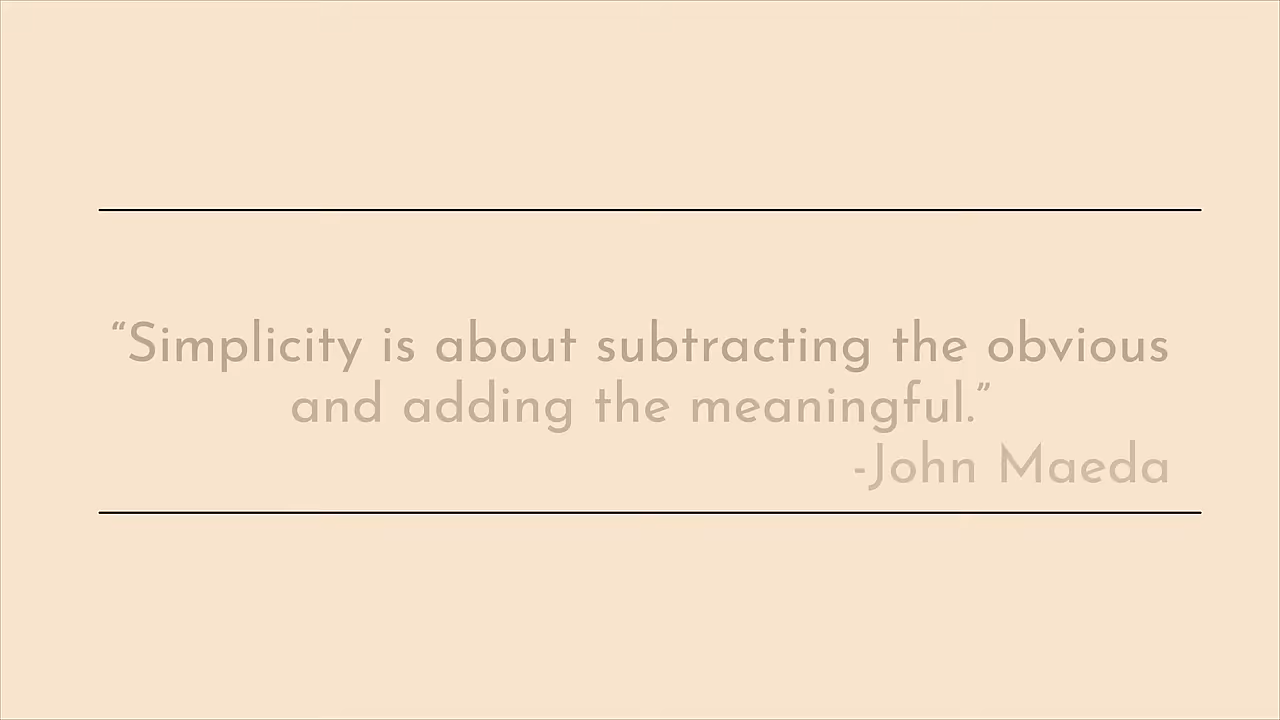 “Simplicity is about subtracting the obvious
and adding the meaningful.”
-John Maeda